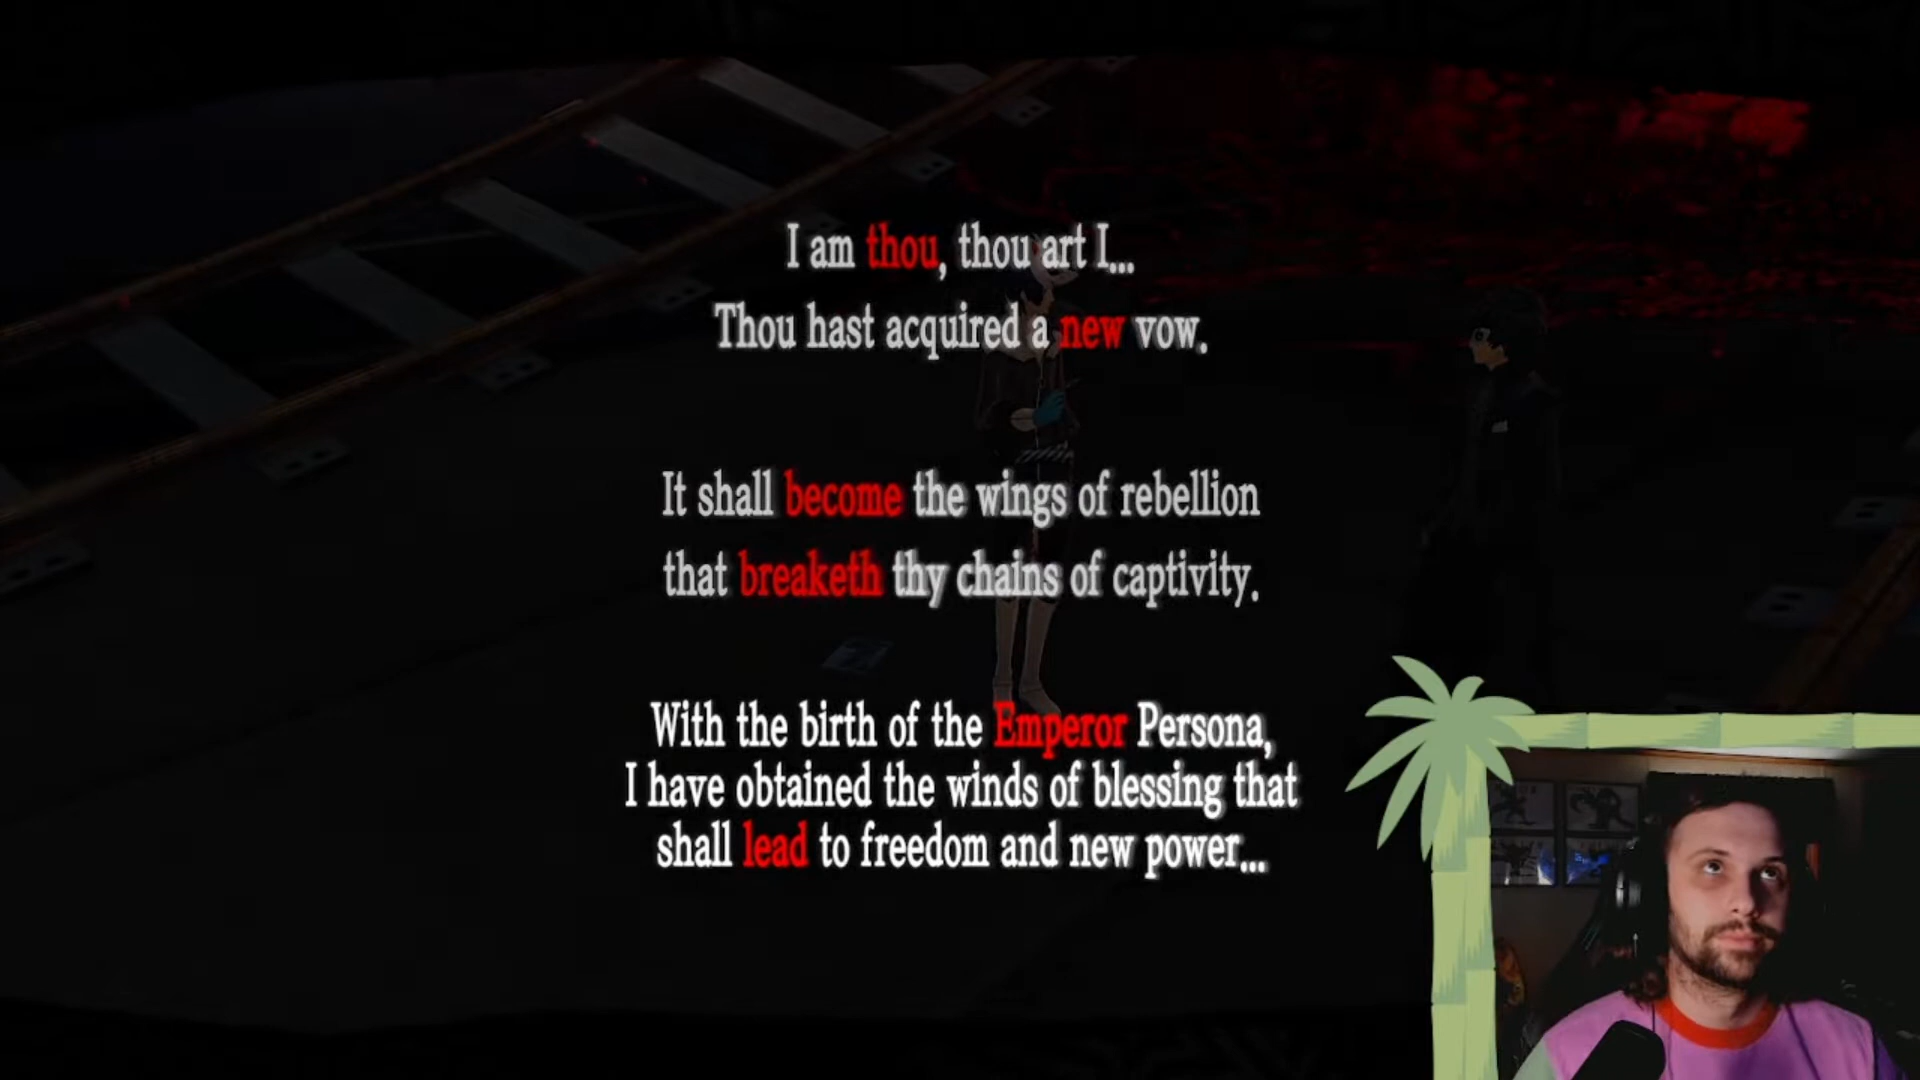 I am thou, thou art I...
Thou hast acquired a new vow.
It shall become the wings of rebellion
that breaketh thy chains of captivity.
With the birth of the Emperor Persona,
I have obtained the winds of blessing that
shall lead to freedom and new power...